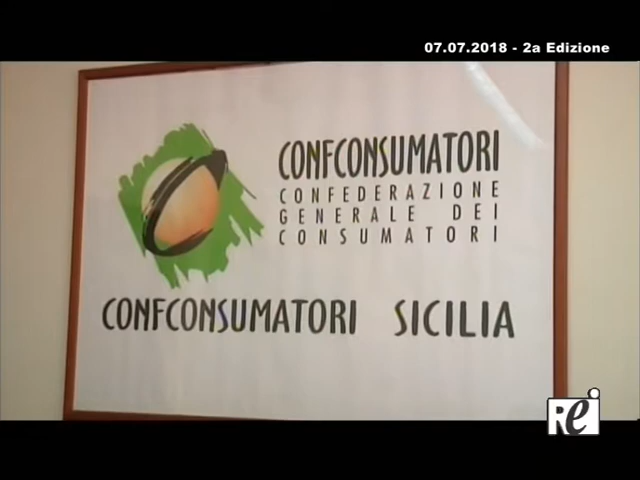 07.07.2018 - 2a Edizione
CONFCONSUMATORI
CONFEDERAZIONE
GENERALE DEI
CONSUMATORI
CONFCONSUMATORI SICILIA
REi